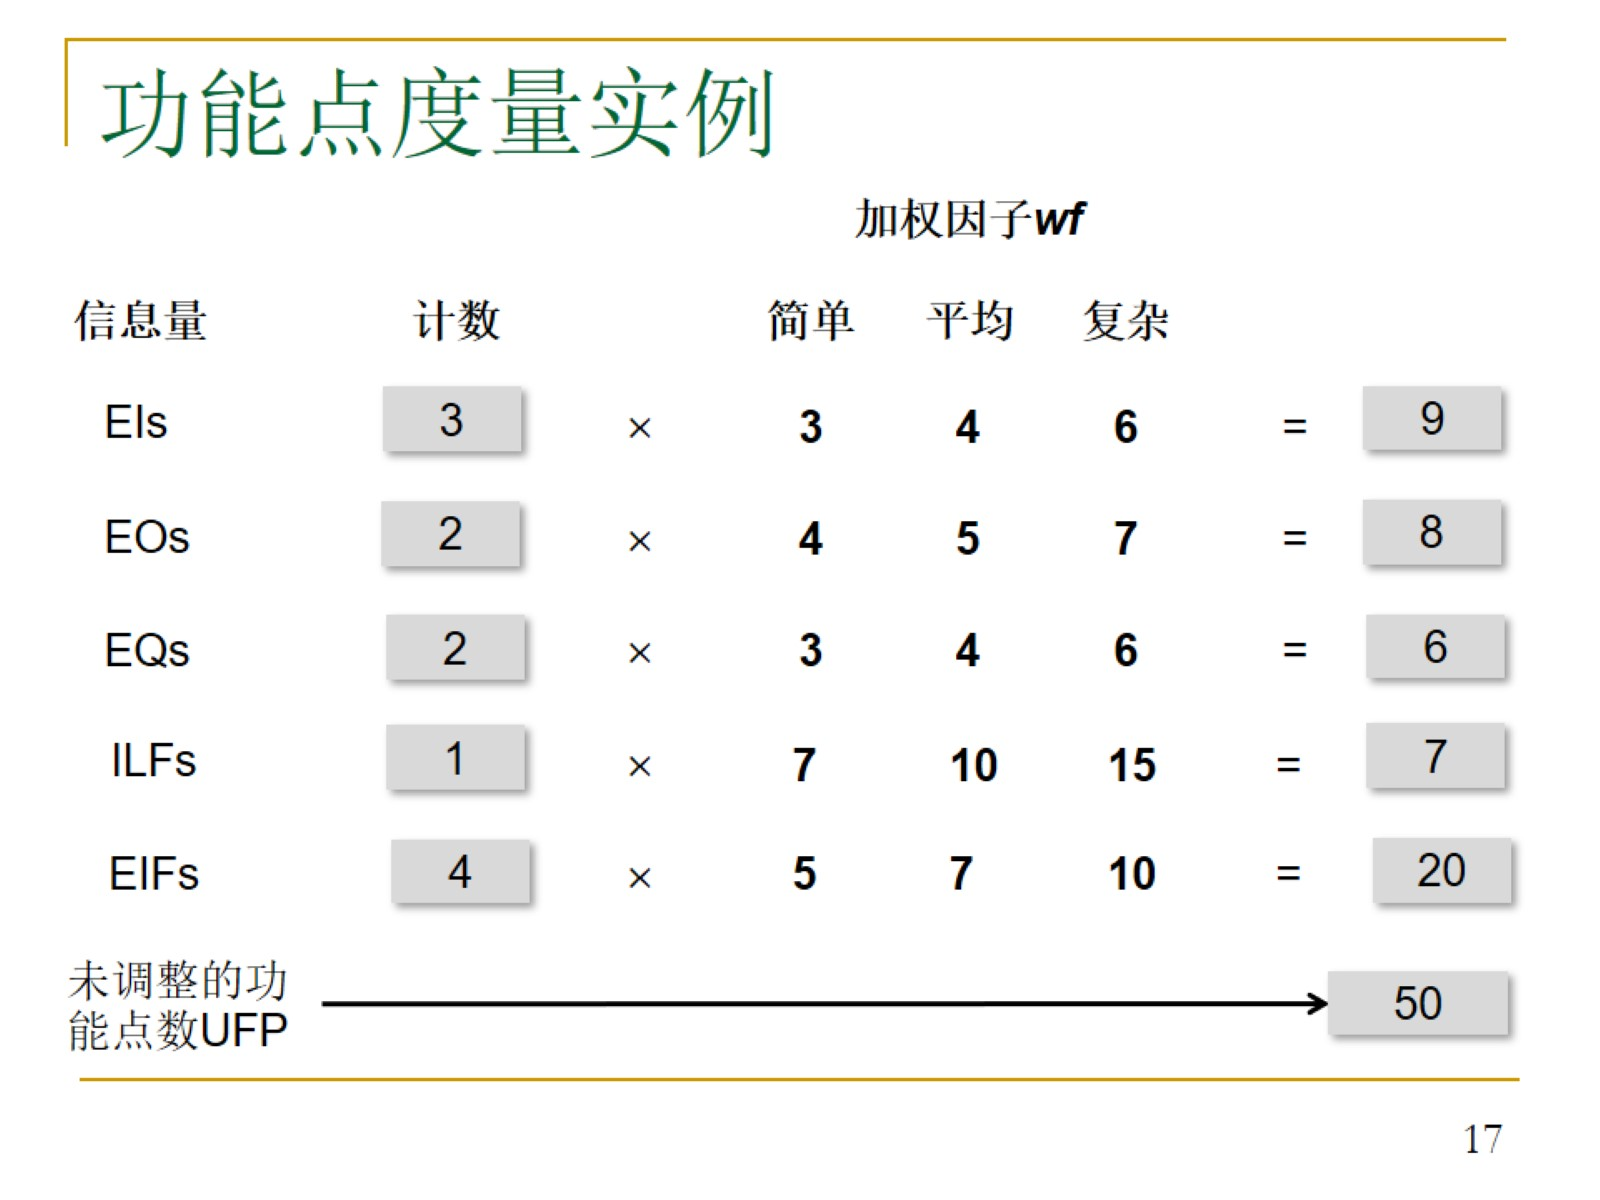 功能点度量实例
加权因子wf
信息量 计数 简单 平均 复杂
EIs 3 × 3 4 6 = 9
EOs 2 × 4 5 7 = 8
EQs 2 × 3 4 6 = 6
ILFs 1 × 7 10 15 = 7
EIFs 4 × 5 7 10 = 20
未调整的功
能点数UFP 50
17